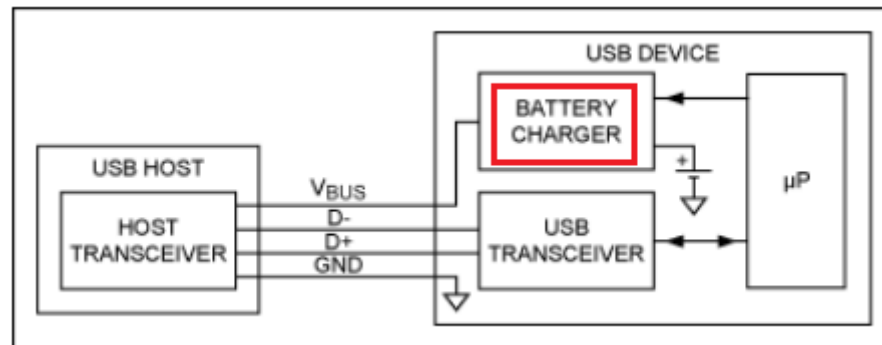 USB DEVICE
BATTERY
CHARGER
USB HOST
HOST
TRANSCEIVER
VBUS
D-
D+
GND
USB
TRANSCEIVER
+
µP